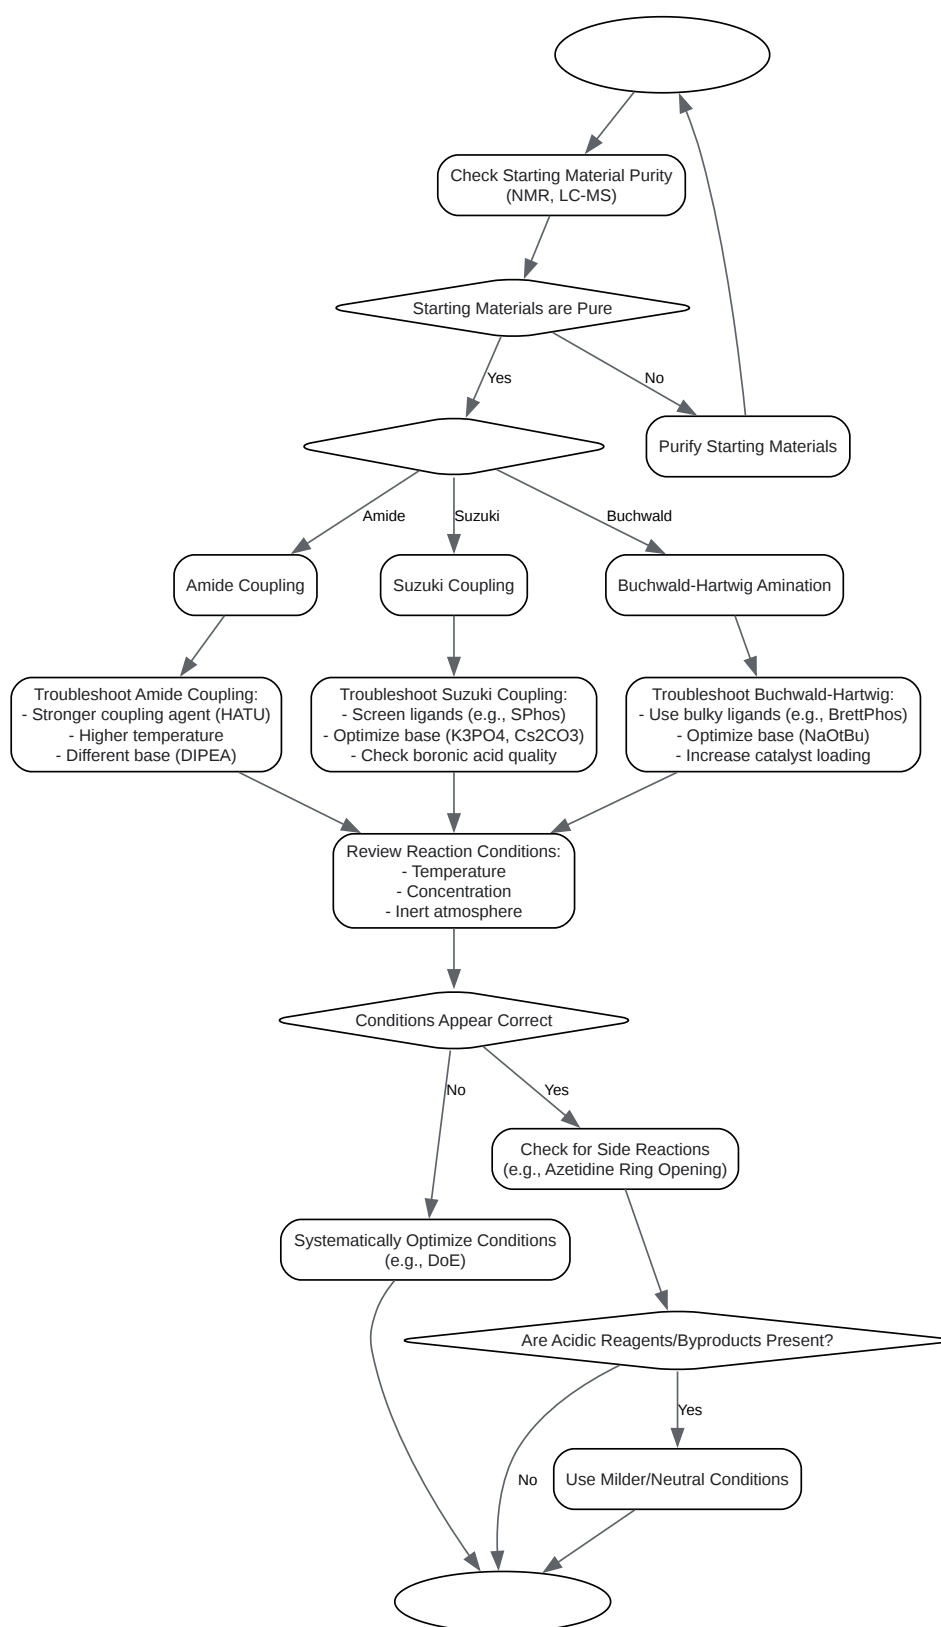 Check Starting Material Purity
(NMR, LC-MS)
Starting Materials are Pure
Yes
No
Purify Starting Materials
Amide
Suzuki
Buchwald
Amide Coupling
Suzuki Coupling
Buchwald-Hartwig Amination
Troubleshoot Amide Coupling:
- Stronger coupling agent (HATU)
- Higher temperature
- Different base (DIPEA)
Troubleshoot Suzuki Coupling:
- Screen ligands (e.g., SPhos)
- Optimize base (K3PO4, Cs2CO3)
- Check boronic acid quality
Troubleshoot Buchwald-Hartwig:
- Use bulky ligands (e.g., BrettPhos)
- Optimize base (NaOtBu)
- Increase catalyst loading
Review Reaction Conditions:
- Temperature
- Concentration
- Inert atmosphere
Conditions Appear Correct
No
Yes
Check for Side Reactions
(e.g., Azetidine Ring Opening)
Systematically Optimize Conditions
(e.g., DoE)
Are Acidic Reagents/Byproducts Present?
Yes
No
Use Milder/Neutral Conditions